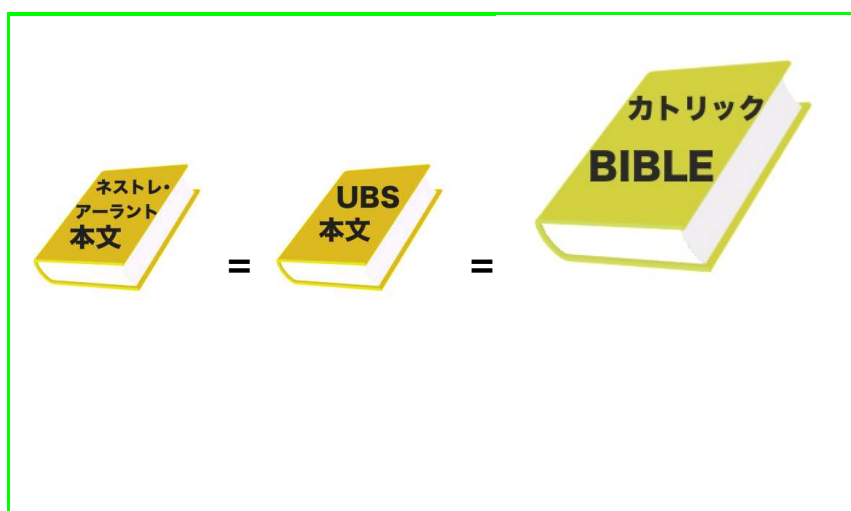 ネストレ・
アーラント
本文
=
UBS
本文
=
カトリック
BIBLE